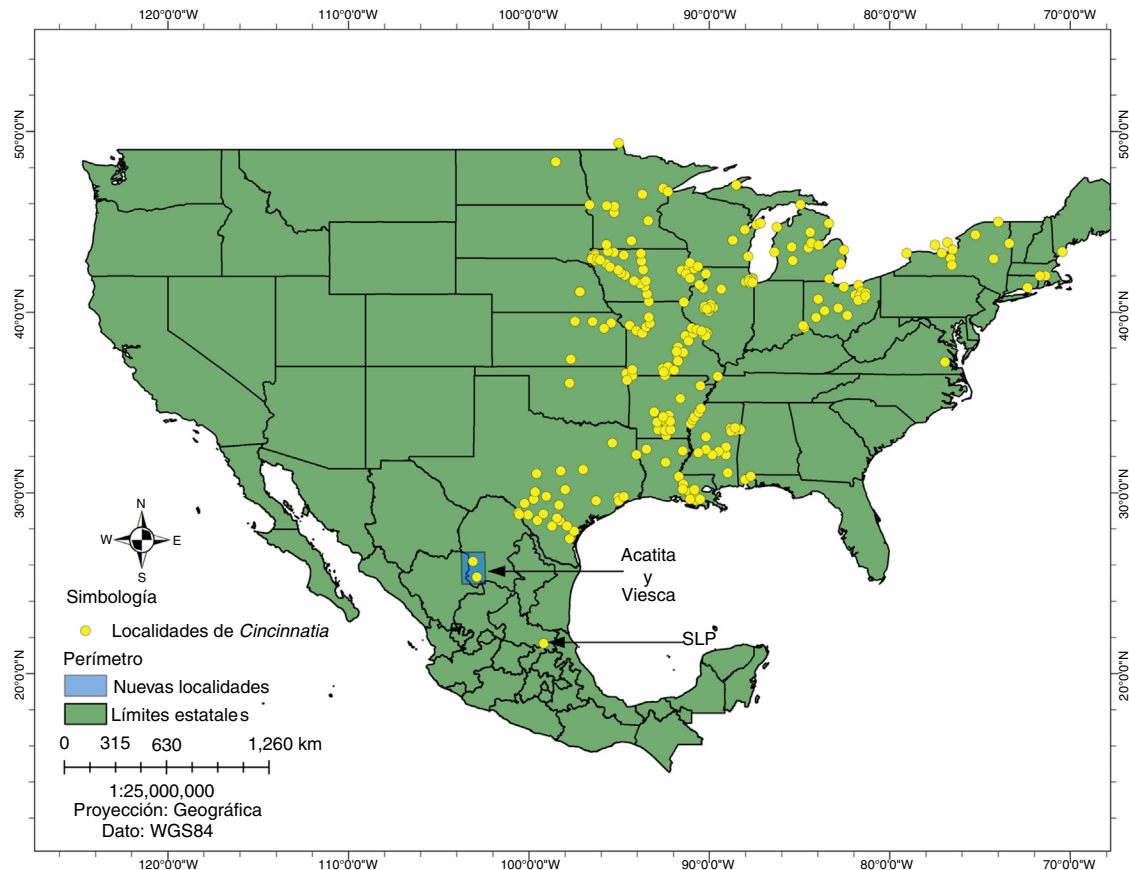 120°0'0"W 110°0'0"W 100°0'0"W 90°0'0"W 80°0'0"W 70°0'0"W
50°0'0"N 50°0'0"N
40°0'0"N 40°0'0"N
30°0'0"N 30°0'0"N
20°0'0"N 20°0'0"N
N
W E
S
Acatita
y
Viesca
SLP
Simbología
Localidades de Cincinnatia
Perímetro
Nuevas localidades
Límites estatales
0 315 630 1,260 km
1:25,000,000
Proyección: Geográfica
Dato: WGS84
120°0'0"W 110°0'0"W 100°0'0"W 90°0'0"W 80°0'0"W 70°0'0"W